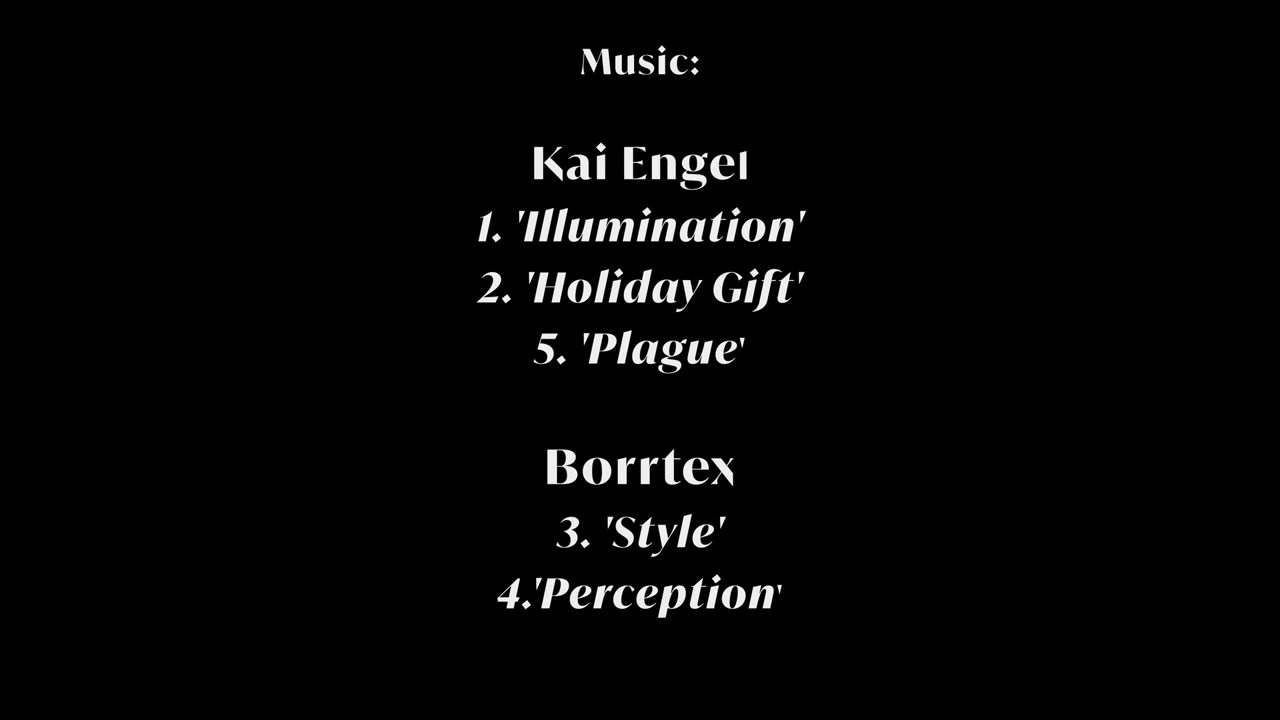 Music:
Kai Engel
1. 'Illumination'
2. 'Holiday Gift'
5. 'Plague'
Borrtex
3. 'Style'
4.'Perception'